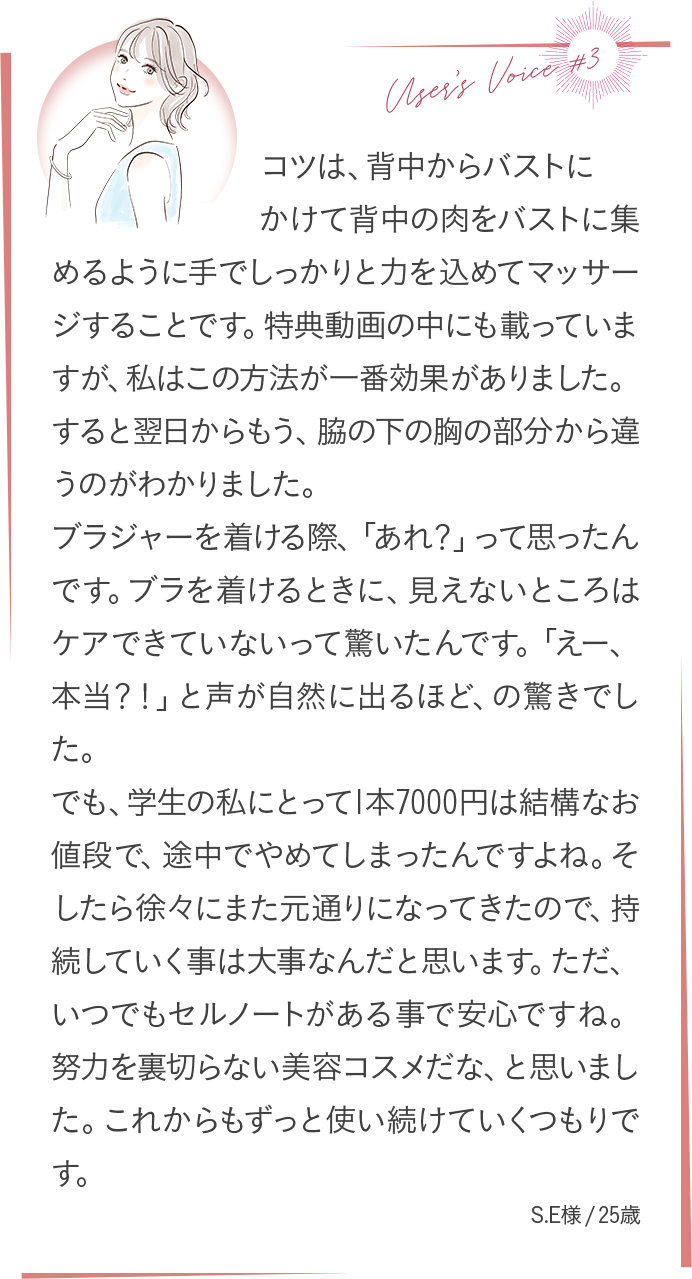 User's Voice #3
コツは、背中からバストに
かけて背中の肉をバストに集
めるように手でしっかりと力を込めてマッサー
ジすることです。特典動画の中にも載っていま
すが、私はこの方法が一番効果がありました。
すると翌日からもう、脇の下の胸の部分から違
うのがわかりました。
ブラジャーを着ける際、「あれ？」って思ったん
です。ブラを着けるときに、見えないところは
ケアできていないって驚いたんです。「えー、
本当？！」と声が自然に出るほど、の驚きでし
た。
でも、学生の私にとって1本7000円は結構なお
値段で、途中でやめてしまったんですよね。そ
したら徐々にまた元通りになってきたので、持
続していく事は大事なんだと思います。ただ、
いつでもセルノートがある事で安心ですね。
努力を裏切らない美容コスメだな、と思いまし
た。これからもずっと使い続けていくつもりで
す。
S.E様 / 25歳